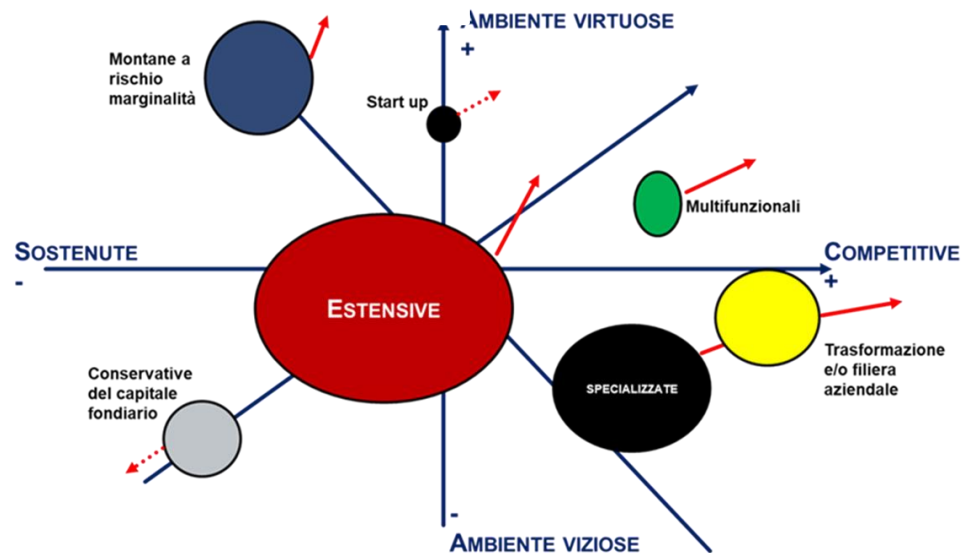 AMBIENTE VIRTUOSE
+
Montane a
rischio
marginalità
Start up
Multifunzionali
SOSTENUTE
-
COMPETITIVE
+
ESTENSIVE
Trasformazione
e/o filiera
aziendale
SPECIALIZZATE
Conservative
del capitale
fondiario
-
AMBIENTE VIZIOSE